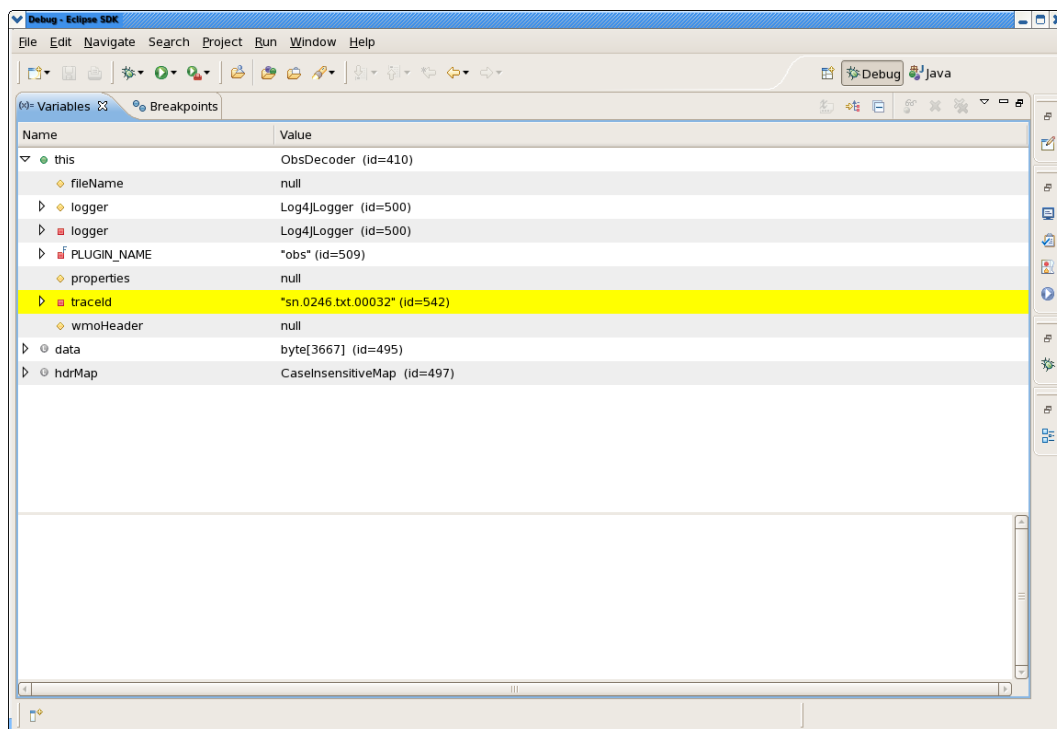 Debug - Eclipse SDK
File Edit Navigate Search Project Run Window Help
Debug Java
(x)= Variables Breakpoints
Name Value
this ObsDecoder (id=410)
fileName null
logger Log4JLogger (id=500)
logger Log4JLogger (id=500)
F PLUGIN_NAME "obs" (id=509)
properties null
traceId "sn.0246.txt.00032" (id=542)
wmoHeader null
data byte[3667] (id=495)
hdrMap CaseInsensitiveMap (id=497)